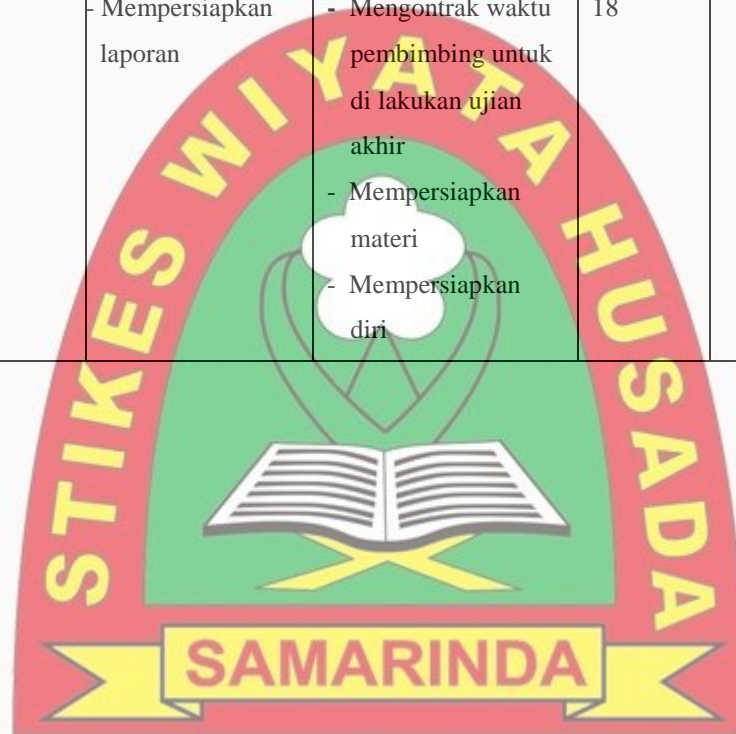 - Mempersiapkan
laporan
- Mengontrak waktu
pembimbing untuk
di lakukan ujian
akhir
- Mempersiapkan
materi
- Mempersiapkan
diri
18
STIKES WIYATA HUSADA
SAMARINDA